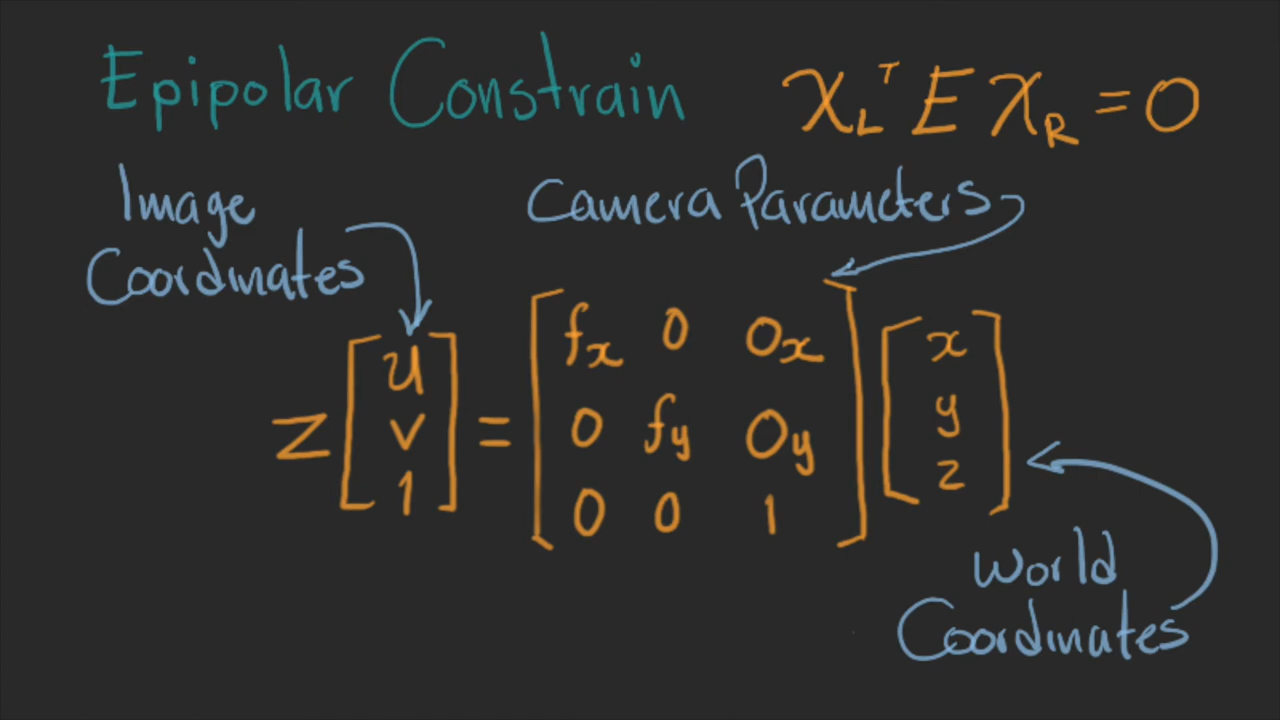 Epipolar Constrain
X_L^T E X_R = 0
Image
Coordinates
Camera Parameters
z [u v 1] = [f_x 0 O_x; 0 f_y O_y; 0 0 1] [x y z]
World
Coordinates